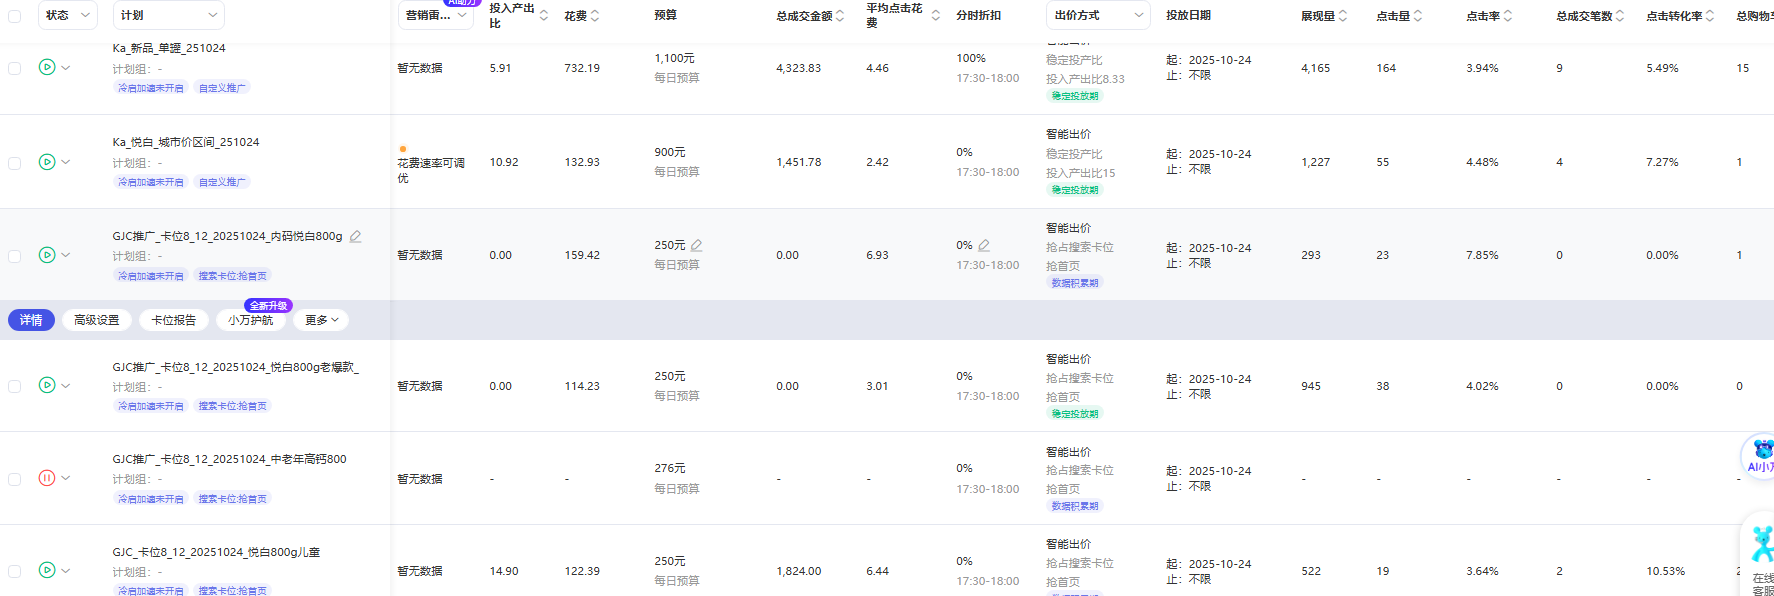 状态 计划 营销雷... AI助力 投入产出比 花费 预算 总成交金额 平均点击花费 分时折扣 出价方式 投放日期 展现量 点击量 点击率 总成交笔数 点击转化率 总购物车
Ka_新品_单罐_251024
计划组： -
冷启加速未开启 自定义推广
暂无数据 5.91 732.19
1,100元
每日预算
4,323.83 4.46
100%
17:30-18:00
智能出价
稳定投产比
投入产出比8.33
稳定投放期
起： 2025-10-24
止： 不限
4,165 164 3.94% 9 5.49% 15
Ka_悦白_城市价区间_251024
计划组： -
冷启加速未开启 自定义推广
花费速率可调优
10.92 132.93
900元
每日预算
1,451.78 2.42
0%
17:30-18:00
智能出价
稳定投产比
投入产出比15
稳定投放期
起： 2025-10-24
止： 不限
1,227 55 4.48% 4 7.27% 1
GJC推广_卡位8_12_20251024_内码悦白800g
计划组： -
冷启加速未开启 搜索卡位:抢首页
暂无数据 0.00 159.42
250元
每日预算
0.00 6.93
0%
17:30-18:00
智能出价
抢占搜索卡位
抢首页
数据积累期
起： 2025-10-24
止： 不限
293 23 7.85% 0 0.00% 1
全新升级
详情 高级设置 卡位报告 小万护航 更多
GJC推广_卡位8_12_20251024_悦白800g老爆款_
计划组： -
冷启加速未开启 搜索卡位:抢首页
暂无数据 0.00 114.23
250元
每日预算
0.00 3.01
0%
17:30-18:00
智能出价
抢占搜索卡位
抢首页
稳定投放期
起： 2025-10-24
止： 不限
945 38 4.02% 0 0.00% 0
GJC推广_卡位8_12_20251024_中老年高钙800
计划组： -
冷启加速未开启 搜索卡位:抢首页
暂无数据 - -
276元
每日预算
- -
0%
17:30-18:00
智能出价
抢占搜索卡位
抢首页
数据积累期
起： 2025-10-24
止： 不限
- - - - - -
AI小万
GJC_卡位8_12_20251024_悦白800g儿童
计划组： -
冷启加速未开启 搜索卡位:抢首页
暂无数据 14.90 122.39
250元
每日预算
1,824.00 6.44
0%
17:30-18:00
智能出价
抢占搜索卡位
抢首页
起： 2025-10-24
止： 不限
522 19 3.64% 2 10.53% 2
在线
客服